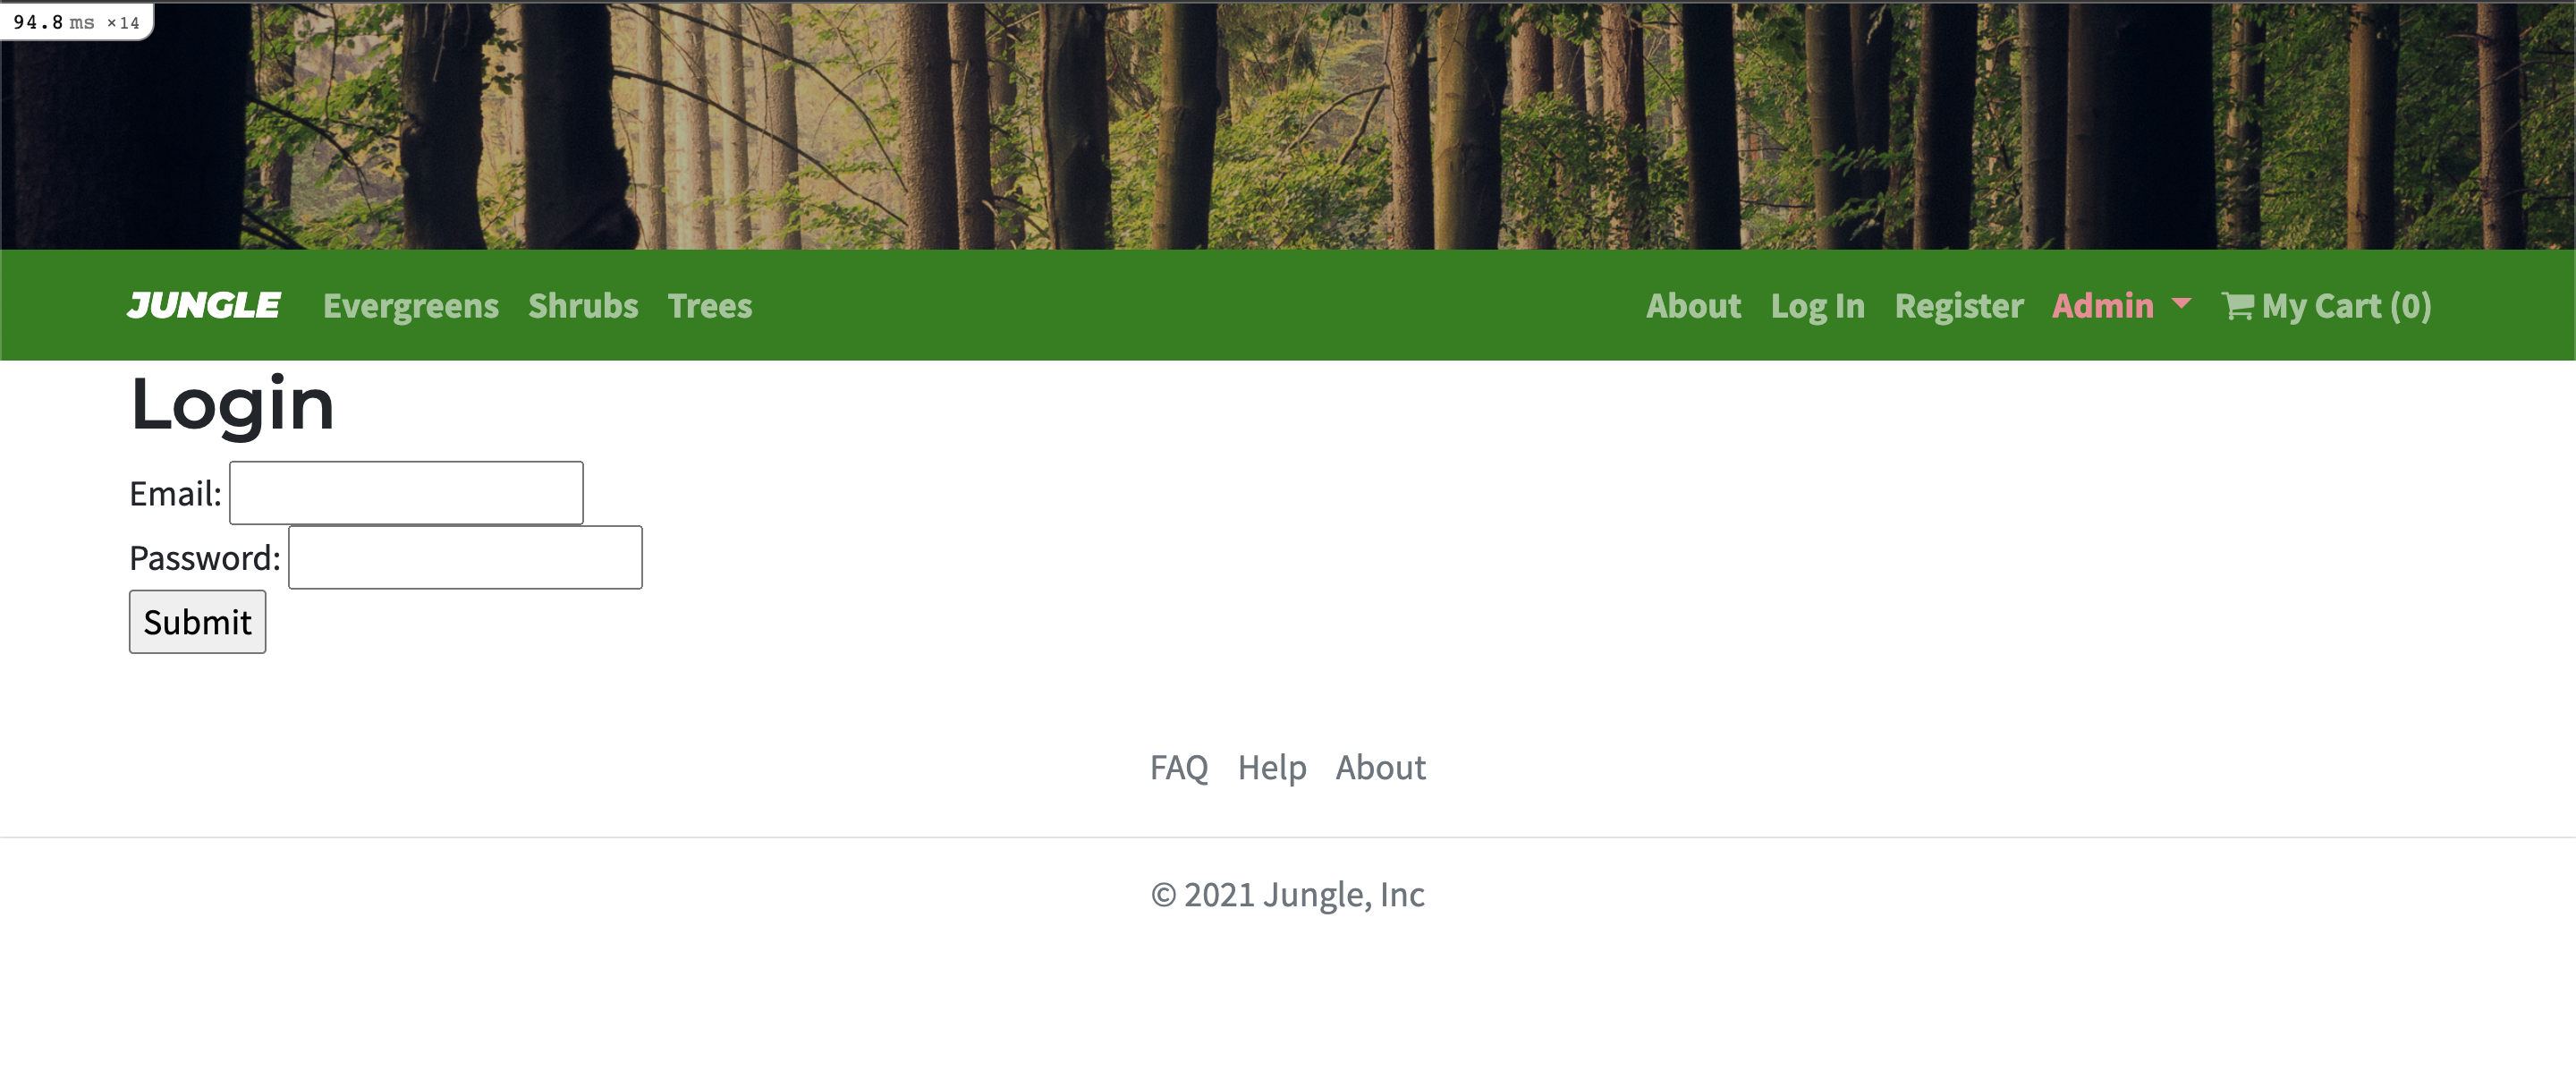 94.8 ms ×14
JUNGLE Evergreens Shrubs Trees About Log In Register Admin My Cart (0)
Login
Email:
Password:
Submit
FAQ Help About
© 2021 Jungle, Inc